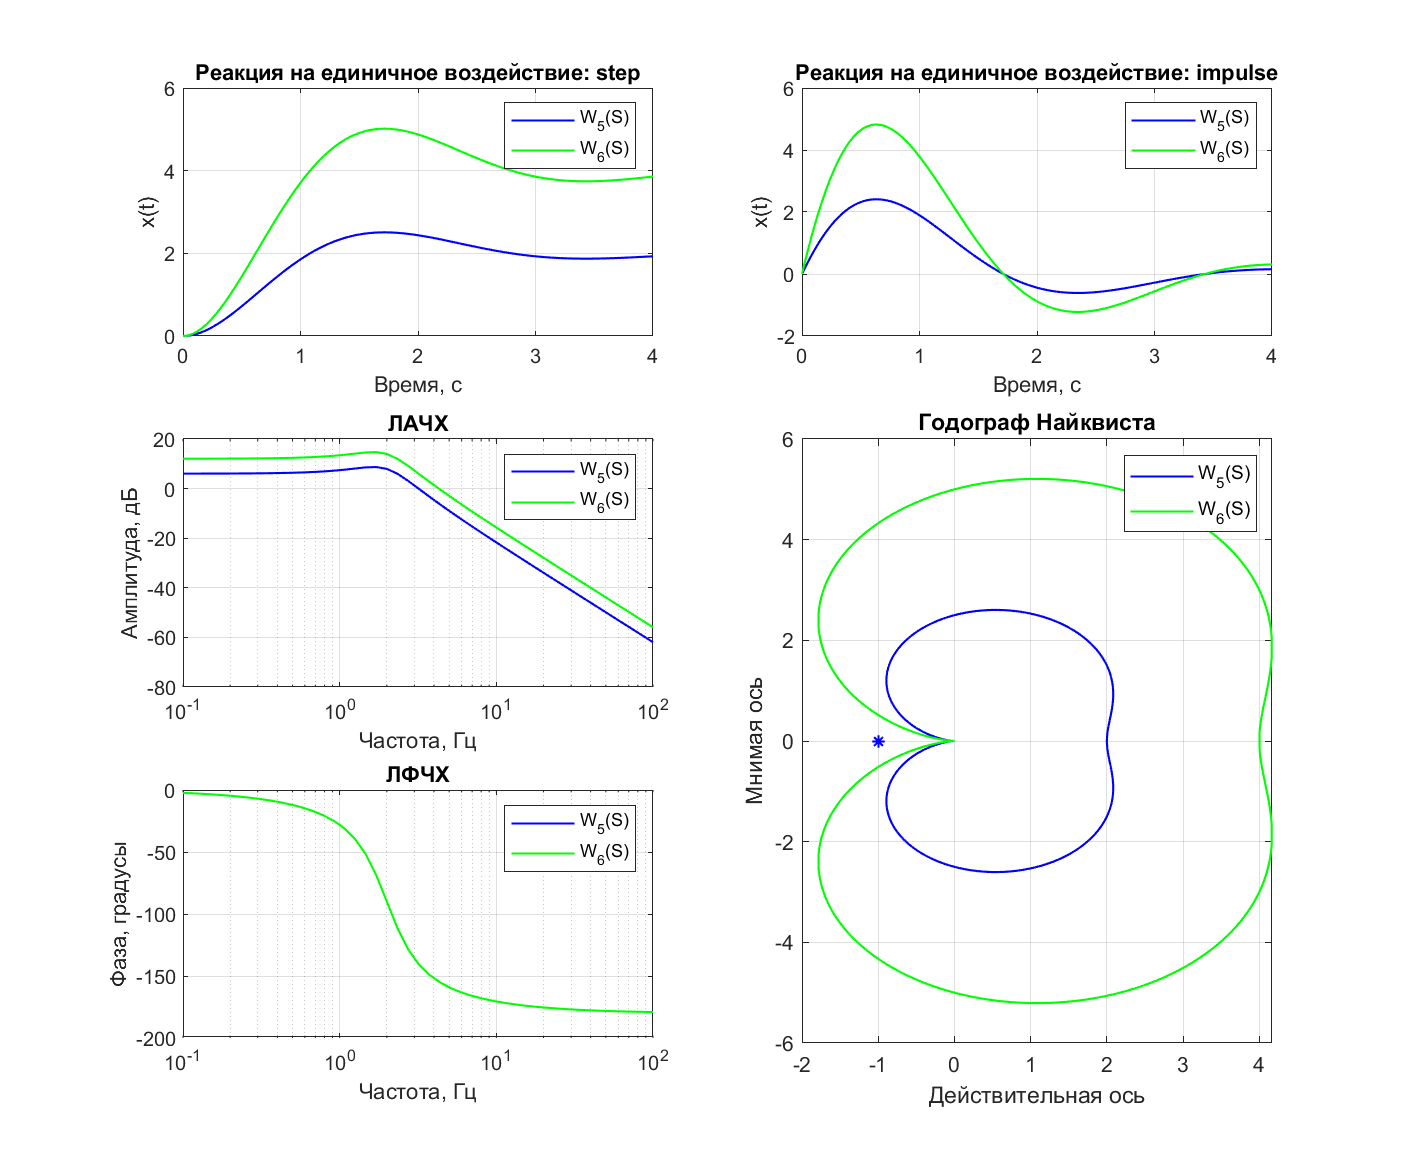 Реакция на единичное воздействие: step
6
4
2
0
x(t)
W5(S)
W6(S)
0 1 2 3 4
Время, с
Реакция на единичное воздействие: impulse
6
4
2
0
-2
x(t)
W5(S)
W6(S)
0 1 2 3 4
Время, с
ЛАЧХ
20
0
-20
-40
-60
-80
Амплитуда, дБ
W5(S)
W6(S)
10-1 100 101 102
Частота, Гц
ЛФЧХ
0
-50
-100
-150
-200
Фаза, градусы
W5(S)
W6(S)
10-1 100 101 102
Частота, Гц
Годограф Найквиста
6
4
2
0
-2
-4
-6
Мнимая ось
W5(S)
W6(S)
-2 -1 0 1 2 3 4
Действительная ось